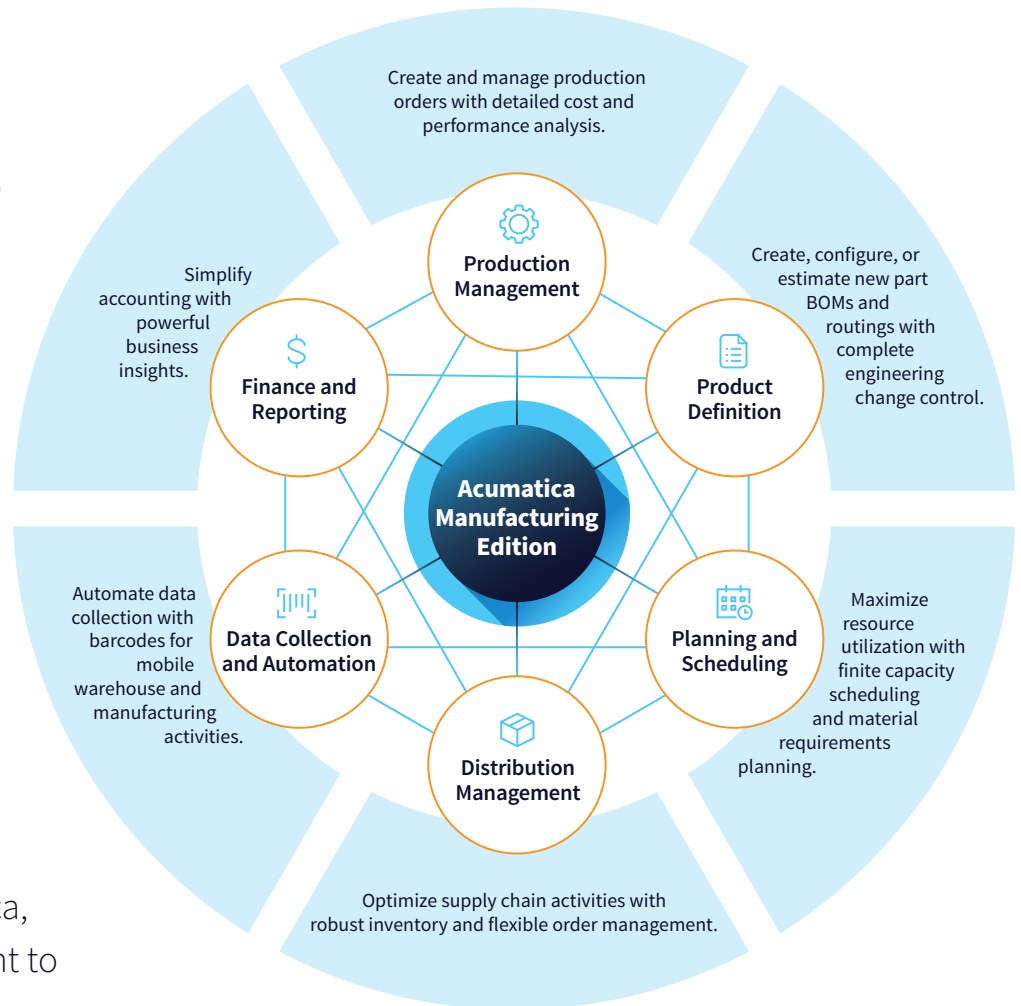 Create and manage production
orders with detailed cost and
performance analysis.
Production
Management
Create, configure, or
estimate new part
BOMs and
routings with
complete
engineering
change control.
Product
Definition
Simplify
accounting with
powerful
business
insights.
Finance and
Reporting
Acumatica
Manufacturing
Edition
Automate data
collection with
barcodes for
mobile
warehouse and
manufacturing
activities.
Data Collection
and Automation
Planning and
Scheduling
Maximize
resource
utilization with
finite capacity
scheduling
and material
requirements
planning.
Distribution
Management
Optimize supply chain activities with
robust inventory and flexible order management.
to